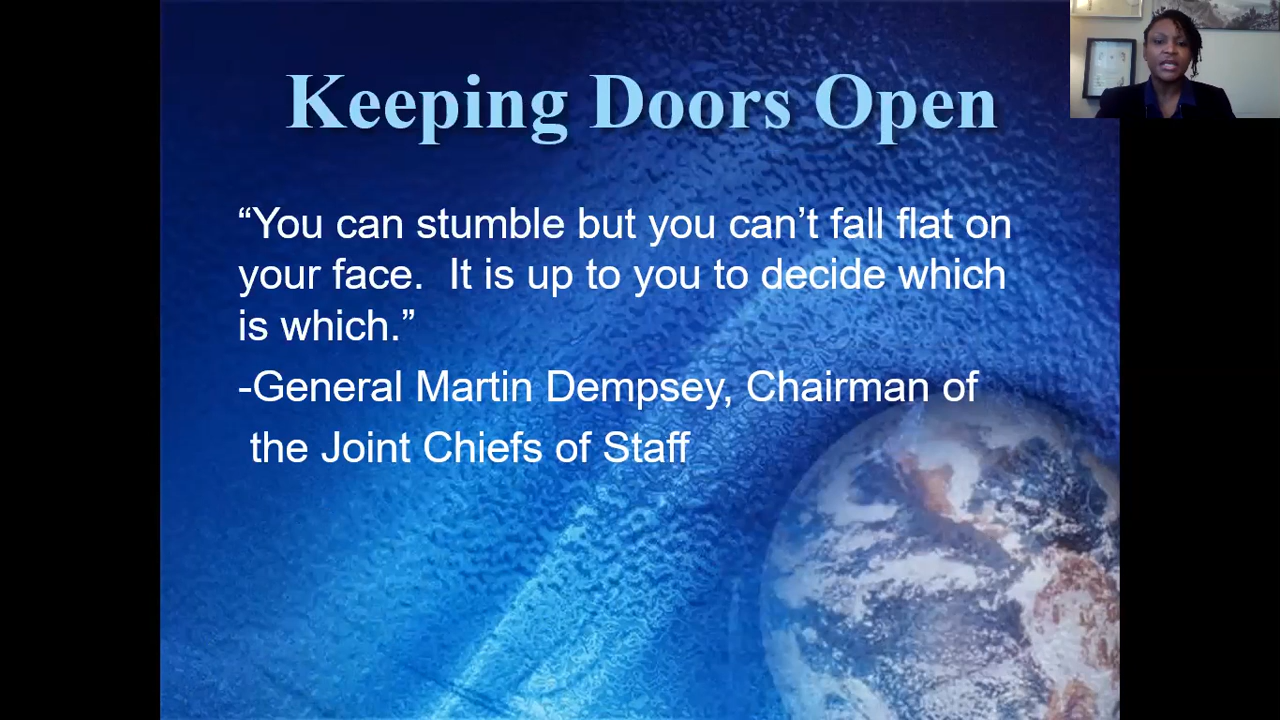 Keeping Doors Open
“You can stumble but you can’t fall flat on
your face.  It is up to you to decide which
is which.”
-General Martin Dempsey, Chairman of
the Joint Chiefs of Staff